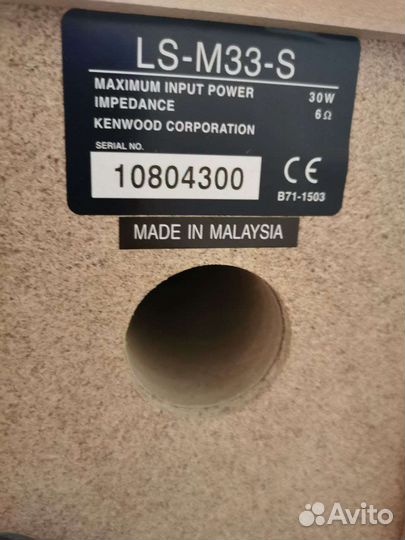 LS-M33-S
MAXIMUM INPUT POWER 30W
IMPEDANCE 6Ω
KENWOOD CORPORATION
SERIAL NO.
10804300
CE
B71-1503
MADE IN MALAYSIA
Avito